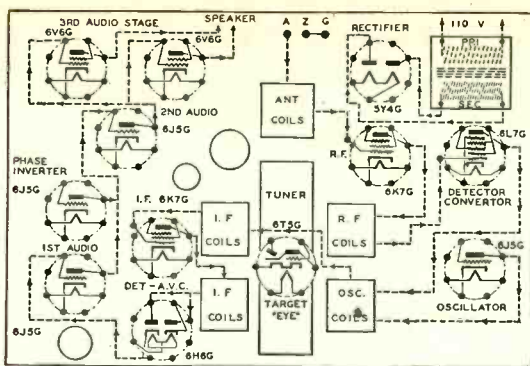 3RD AUDIO STAGE
SPEAKER
6V6G
6V6G
A Z G
RECTIFIER
5Y4G
110 V
PRI
SEC
2ND AUDIO
6J5G
ANT
COILS
R.F.
6K7G
6L7G
DETECTOR
CONVERTOR
PHASE
INVERTER
6J5G
I.F. 6K7G
I.F
COILS
TUNER
6T5G
TARGET
"EYE"
R.F
COILS
1ST AUDIO
6J5G
DET-A.V.C.
6H6G
I.F
COILS
OSC.
COILS
6J5G
OSCILLATOR